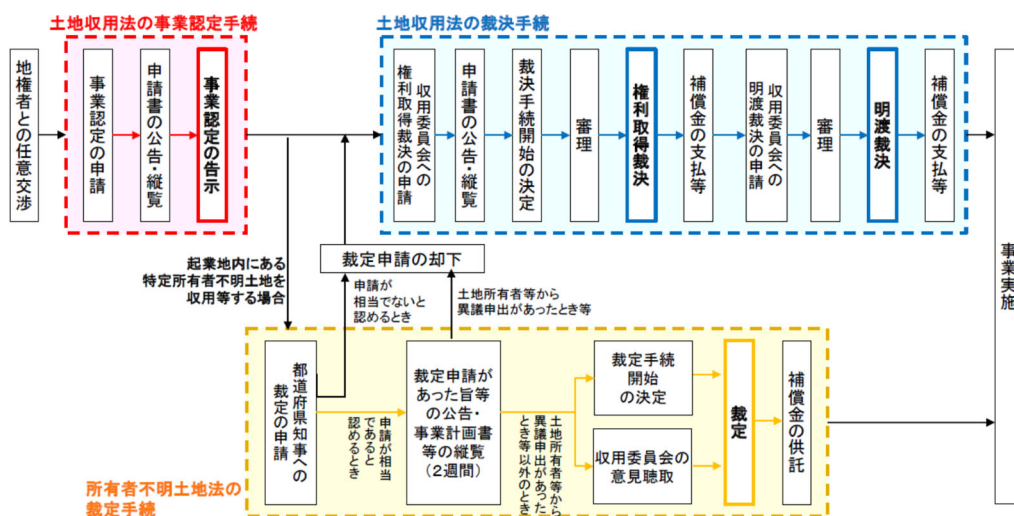 土地収用法の事業認定手続
土地収用法の裁決手続
地権者との任意交渉
事業認定の申請
申請書の公告・縦覧
事業認定の告示
収用委員会への
権利取得裁決の申請
申請書の公告・縦覧
裁決手続開始の決定
審理
権利取得裁決
補償金の支払等
収用委員会への
明渡裁決の申請
審理
明渡裁決
補償金の支払等
事業実施
裁定申請の却下
起業地内にある
特定所有者不明土地を
収用等する場合
申請が
相当でないと
認めるとき
土地所有者等から
異議申出があったとき等
都道府県知事への
裁定の申請
申請が相当
であると
認めるとき
裁定申請が
あった旨等
の公告・
事業計画書
等の縦覧
（2週間）
土地所有者等から
異議申出があった
とき等以外のとき
裁定手続
開始
の決定
収用委員会の
意見聴取
裁定
補償金の供託
所有者不明土地法の
裁定手続